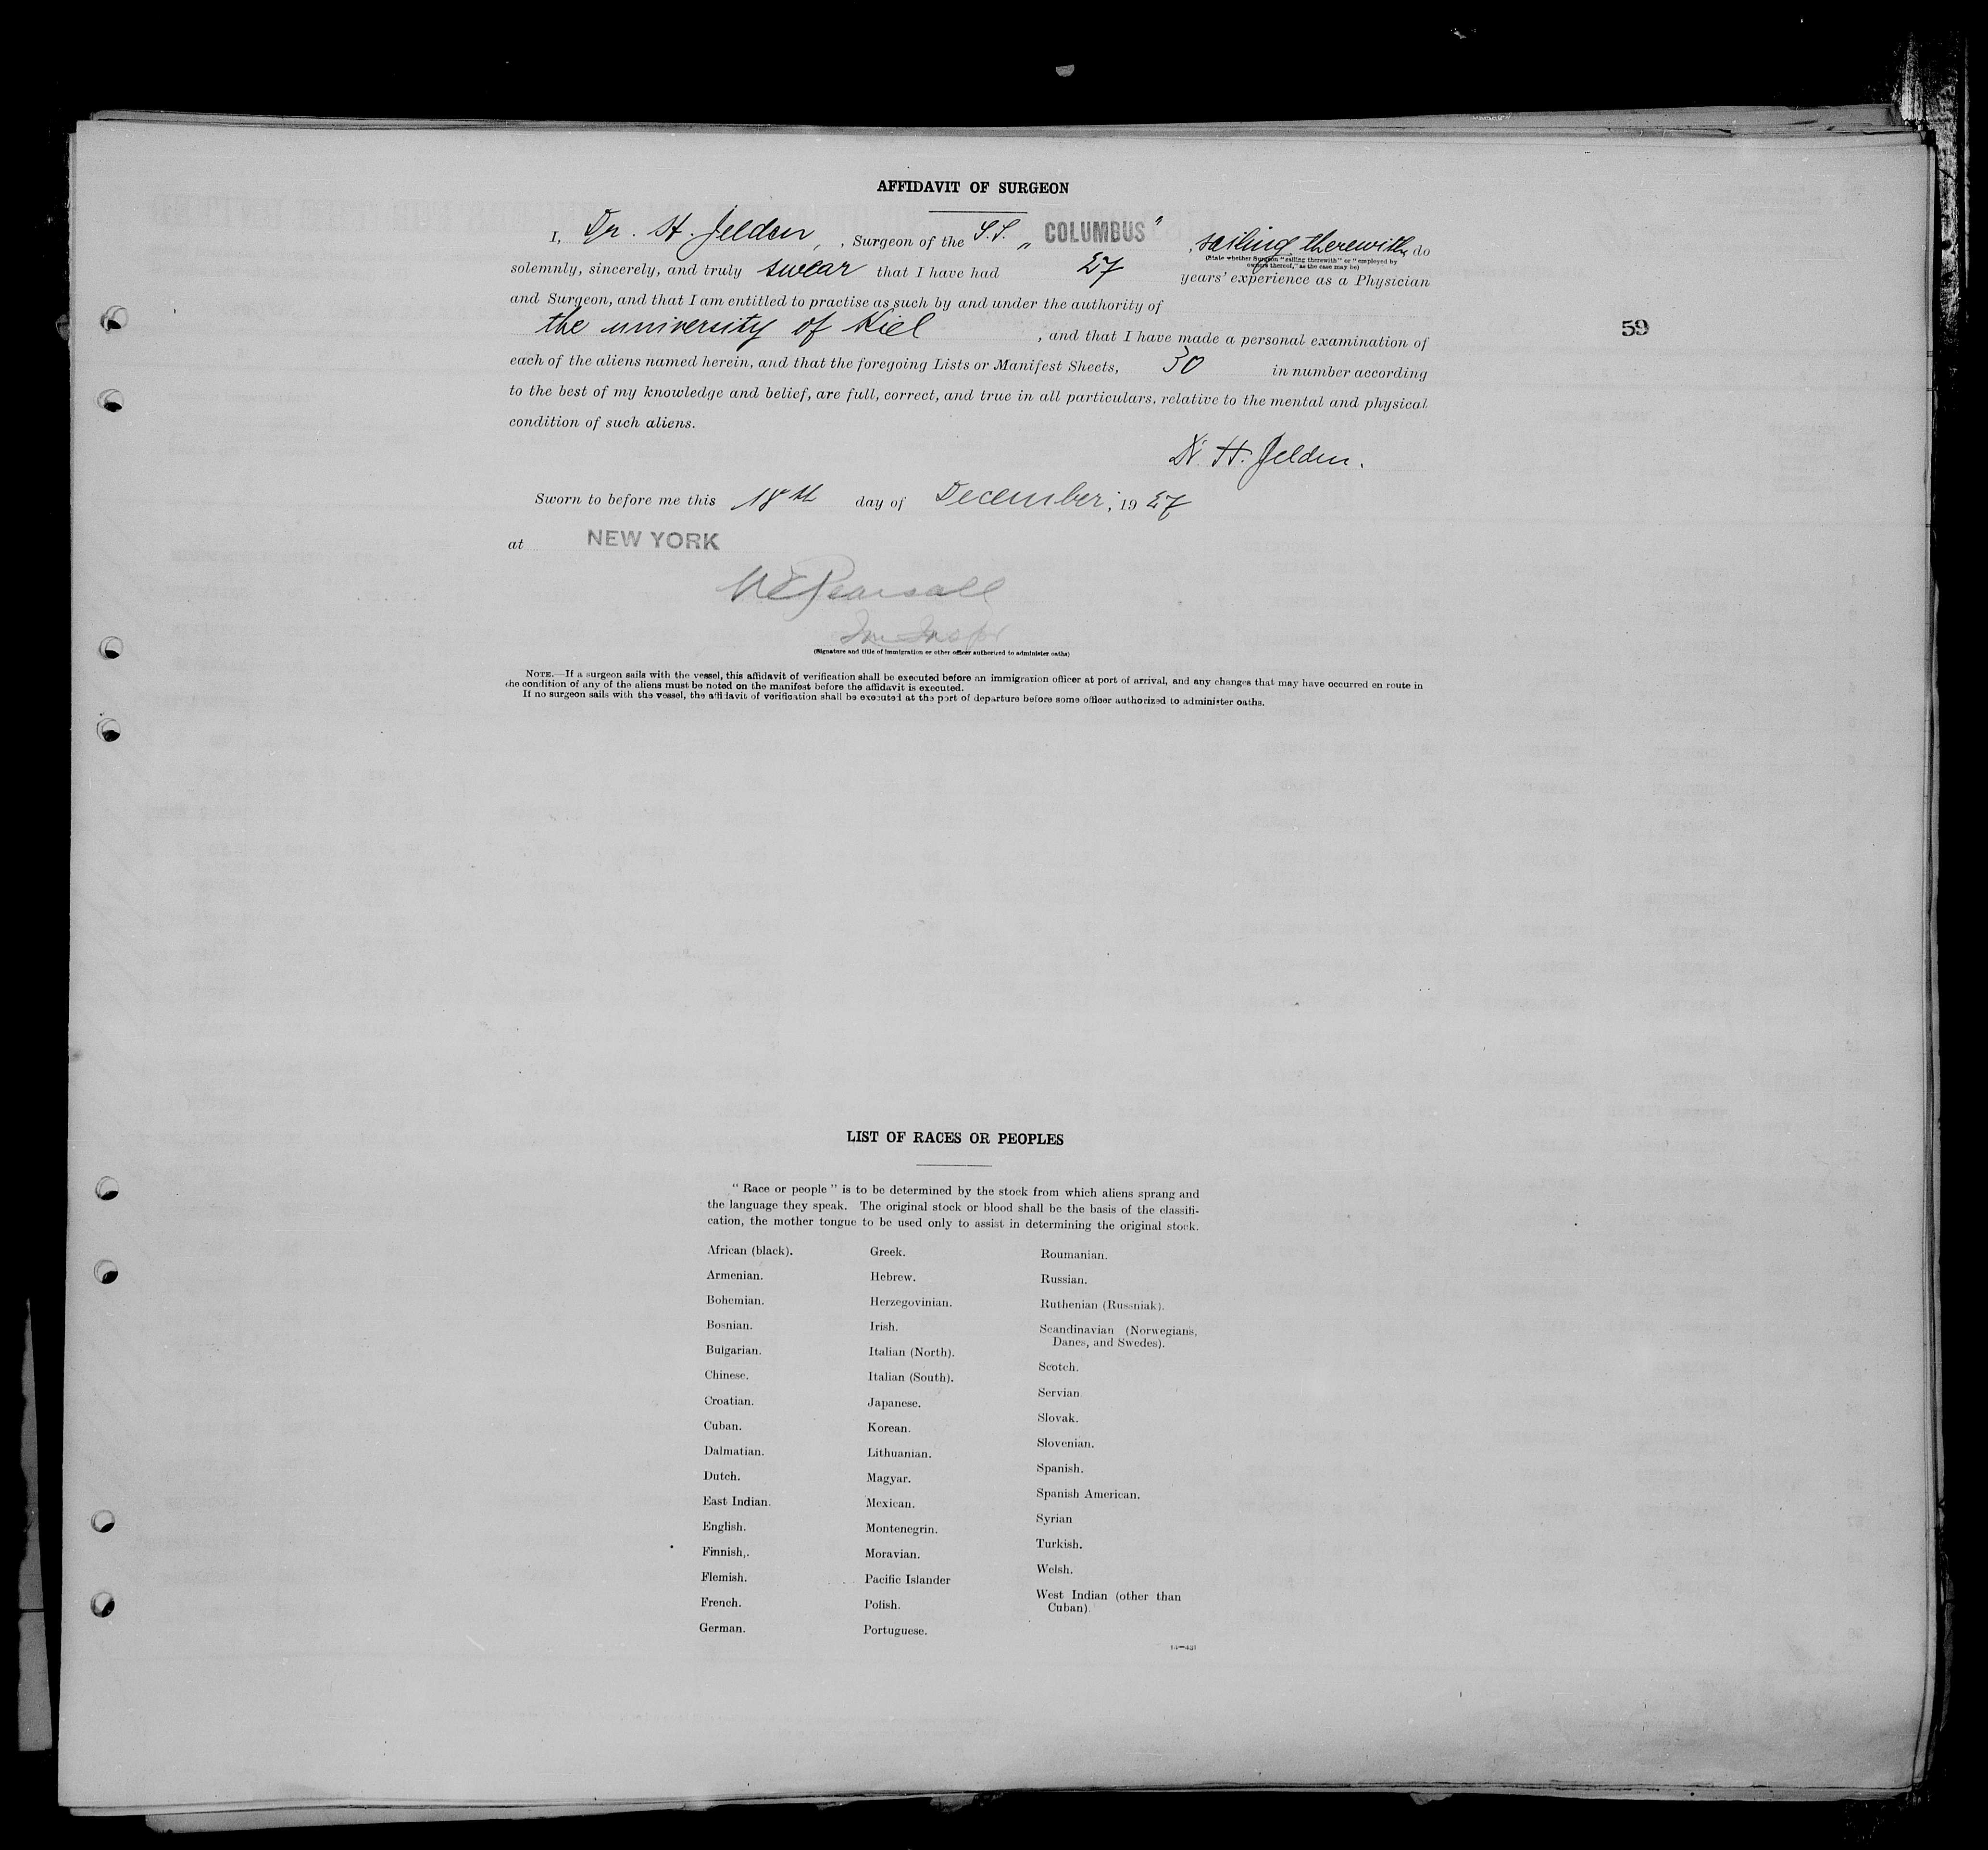 AFFIDAVIT OF SURGEON
I, Dr. H. Jelden, , Surgeon of the S.S. „ COLUMBUS " , sailing therewith, do
(State whether Surgeon "sailing therewith" or "employed by
owners thereof," as the case may be)
solemnly, sincerely, and truly swear that I have had 27 years' experience as a Physician
and Surgeon, and that I am entitled to practise as such by and under the authority of
the university of Kiel , and that I have made a personal examination of
59
each of the aliens named herein, and that the foregoing Lists or Manifest Sheets, 30 in number according
to the best of my knowledge and belief, are full, correct, and true in all particulars, relative to the mental and physical
condition of such aliens.
Dr. H. Jelden.
Sworn to before me this 18th day of December, 1927
at NEW YORK
Pearsall
Im Inspr
(Signature and title of immigration or other officer authorized to administer oaths)
NOTE.—If a surgeon sails with the vessel, this affidavit of verification shall be executed before an immigration officer at port of arrival, and any changes that may have occurred en route in
the condition of any of the aliens must be noted on the manifest before the affidavit is executed.
If no surgeon sails with the vessel, the affidavit of verification shall be executed at the port of departure before some officer authorized to administer oaths.
LIST OF RACES OR PEOPLES
"Race or people" is to be determined by the stock from which aliens sprang and
the language they speak. The original stock or blood shall be the basis of the classifi-
cation, the mother tongue to be used only to assist in determining the original stock.
African (black).
Armenian.
Bohemian.
Bosnian.
Bulgarian.
Chinese.
Croatian.
Cuban.
Dalmatian.
Dutch.
East Indian.
English.
Finnish,.
Flemish.
French.
German.
Greek.
Hebrew.
Herzegovinian.
Irish.
Italian (North).
Italian (South).
Japanese.
Korean.
Lithuanian.
Magyar.
Mexican.
Montenegrin.
Moravian.
Pacific Islander
Polish.
Portuguese.
Roumanian.
Russian.
Ruthenian (Russniak).
Scandinavian (Norwegians,
Danes, and Swedes).
Scotch.
Servian
Slovak.
Slovenian.
Spanish.
Spanish American.
Syrian
Turkish.
Welsh.
West Indian (other than
Cuban).